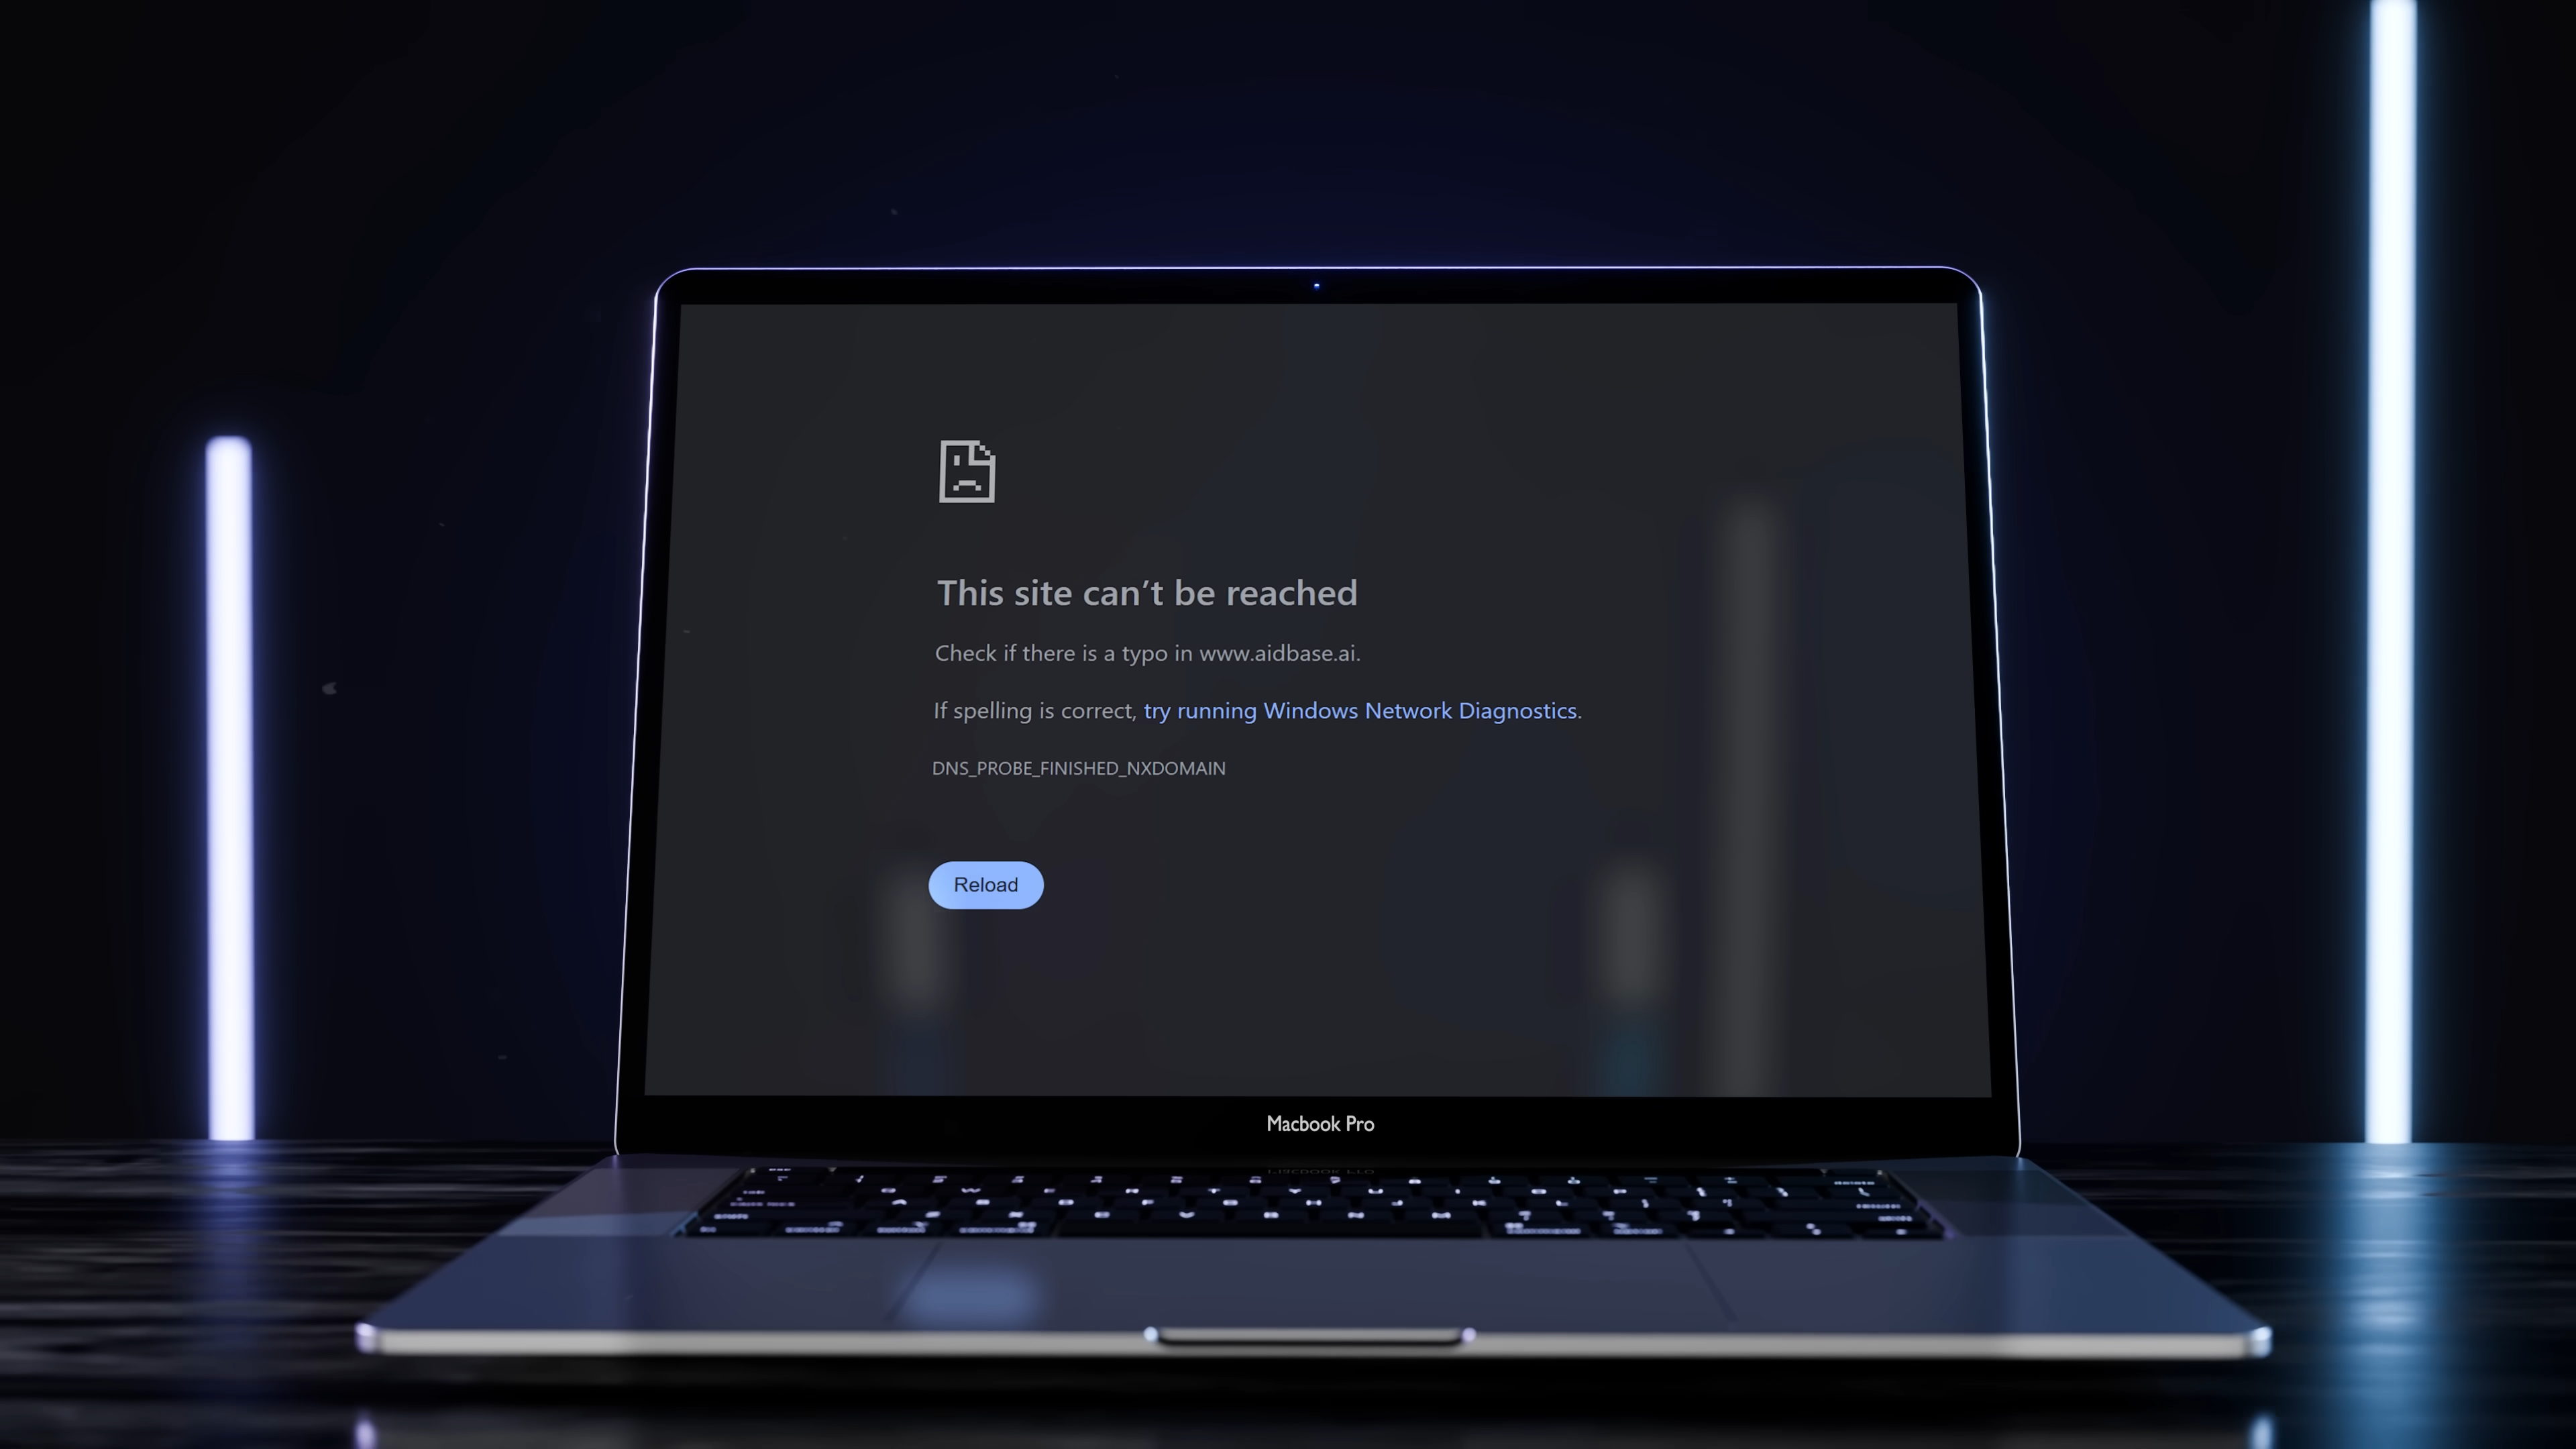 This site can’t be reached
Check if there is a typo in www.aidbase.ai.
If spelling is correct, try running Windows Network Diagnostics.
DNS_PROBE_FINISHED_NXDOMAIN
Reload
Macbook Pro